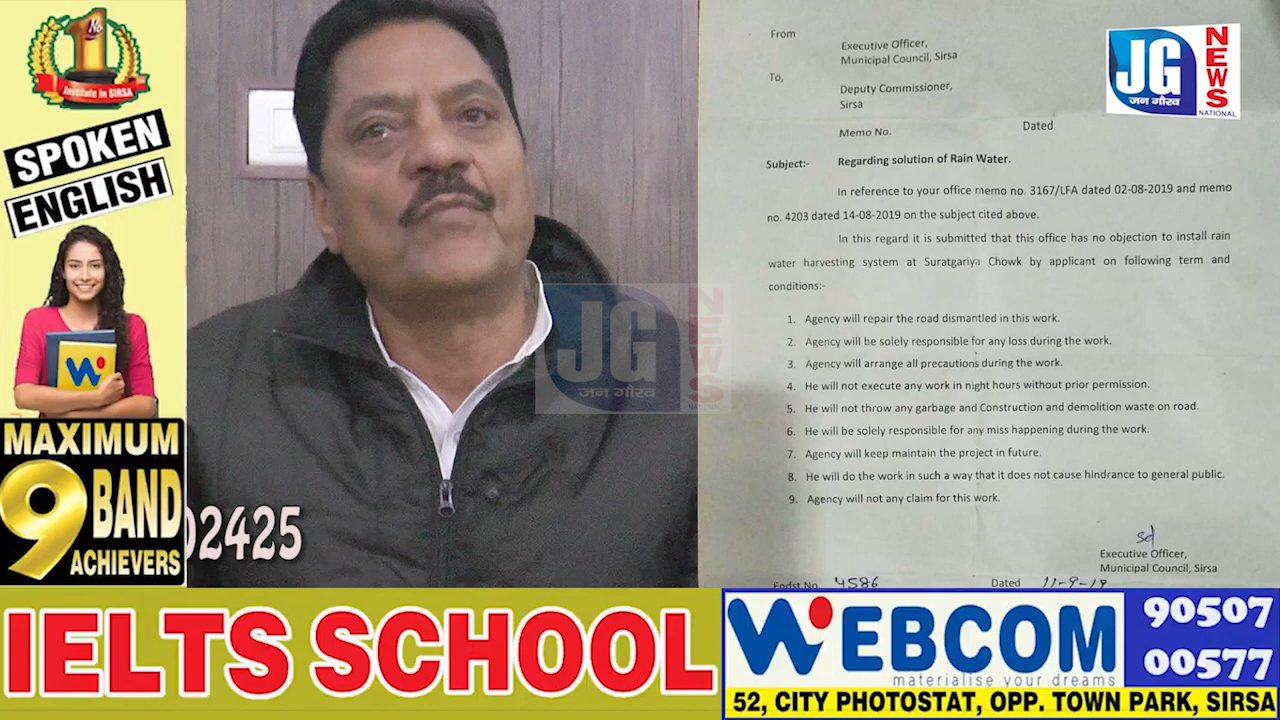 No
1
Institute in SIRSA
SPOKEN
ENGLISH
W
MAXIMUM
9 BAND
ACHIEVERS
02425
JG
जन गौरव
NEWS
NATIONAL
From
Executive Officer,
Municipal Council, Sirsa
To,
Deputy Commissioner,
Sirsa
Memo No.
Dated
Subject:- Regarding solution of Rain Water.
In reference to your office memo no. 3167/LFA dated 02-08-2019 and memo
no. 4203 dated 14-08-2019 on the subject cited above.
In this regard it is submitted that this office has no objection to install rain
water harvesting system at Suratgariya Chowk by applicant on following term and
conditions:-
1. Agency will repair the road dismantled in this work.
2. Agency will be solely responsible for any loss during the work.
3. Agency will arrange all precautions during the work.
4. He will not execute any work in night hours without prior permission.
5. He will not throw any garbage and Construction and demolition waste on road.
6. He will be solely responsible for any miss happening during the work.
7. Agency will keep maintain the project in future.
8. He will do the work in such a way that it does not cause hindrance to general public.
9. Agency will not any claim for this work.
sd
Executive Officer,
Municipal Council, Sirsa
Endst No 4586 Dated 11-9-19
JG
जन गौरव
NEWS
NATIONAL
IELTS SCHOOL
WEBCOM
materialise your dreams
90507
00577
52, CITY PHOTOSTAT, OPP. TOWN PARK, SIRSA